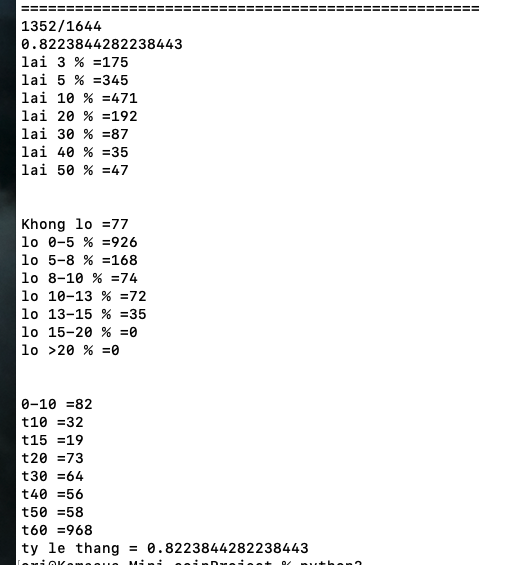 ===================================================
1352/1644
0.8223844282238443
lai 3 % =175
lai 5 % =345
lai 10 % =471
lai 20 % =192
lai 30 % =87
lai 40 % =35
lai 50 % =47
Khong lo =77
lo 0-5 % =926
lo 5-8 % =168
lo 8-10 % =74
lo 10-13 % =72
lo 13-15 % =35
lo 15-20 % =0
lo >20 % =0
0-10 =82
t10 =32
t15 =19
t20 =73
t30 =64
t40 =56
t50 =58
t60 =968
ty le thang = 0.8223844282238443